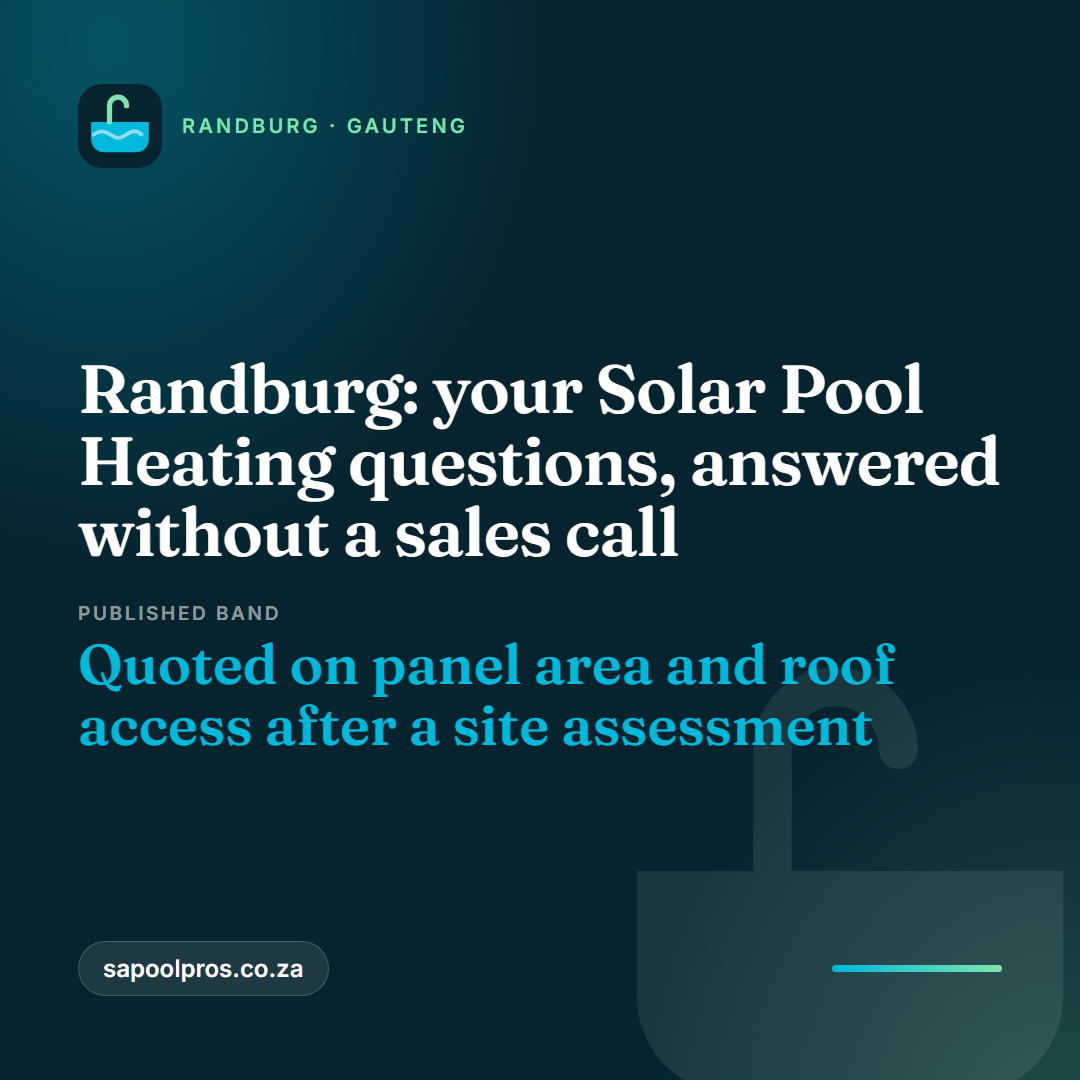 RANDBURG · GAUTENG
Randburg: your Solar Pool
Heating questions, answered
without a sales call
PUBLISHED BAND
Quoted on panel area and roof
access after a site assessment
sapoolpros.co.za